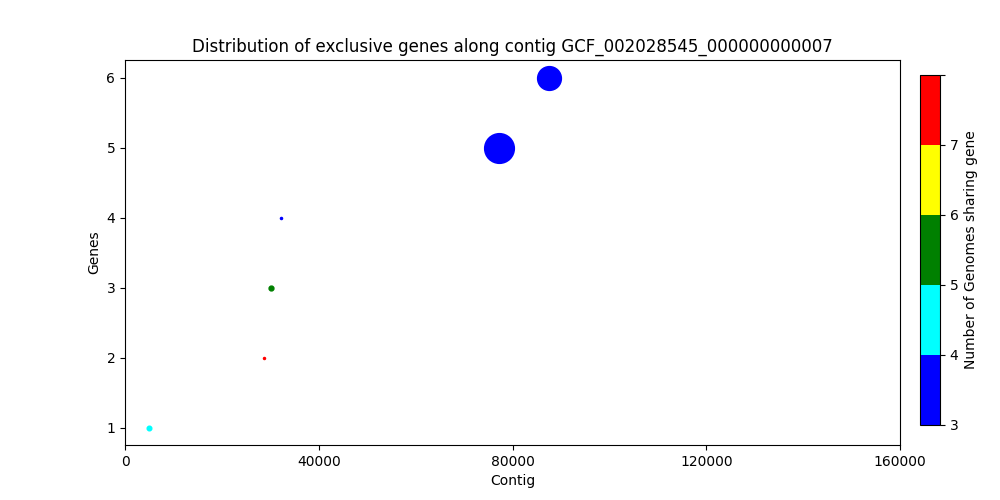 Distribution of exclusive genes along contig GCF_002028545_000000000007
6
5
4
3
2
1
Genes
0 40000 80000 120000 160000
Contig
7
6
5
4
3
Number of Genomes sharing gene